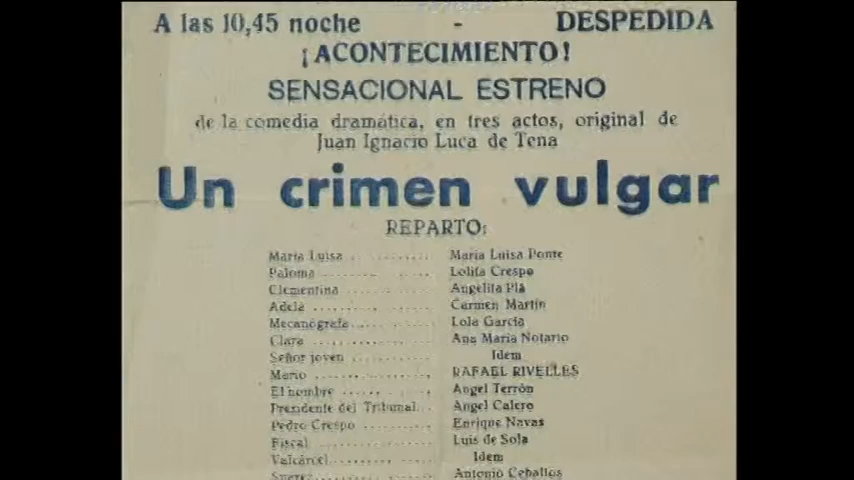 A las 10,45 noche - DESPEDIDA
¡ACONTECIMIENTO!
SENSACIONAL ESTRENO
de la comedia dramática, en tres actos, original de
Juan Ignacio Luca de Tena
Un crimen vulgar
REPARTO:
María Luisa .......... María Luisa Ponte
Paloma .......... Lolita Crespo
Clementina .......... Angelita Plá
Adela .......... Carmen Martín
Mecanógrafa .......... Lola García
Clara .......... Ana María Notario
Señor joven .......... Idem
Mario .......... RAFAEL RIVELLES
El hombre .......... Angel Terrón
Presidente del Tribunal .. Angel Calero
Pedro Crespo .......... Enrique Navas
Fiscal .......... Luis de Sola
Valcárcel .......... Idem
Antonio Ceballos